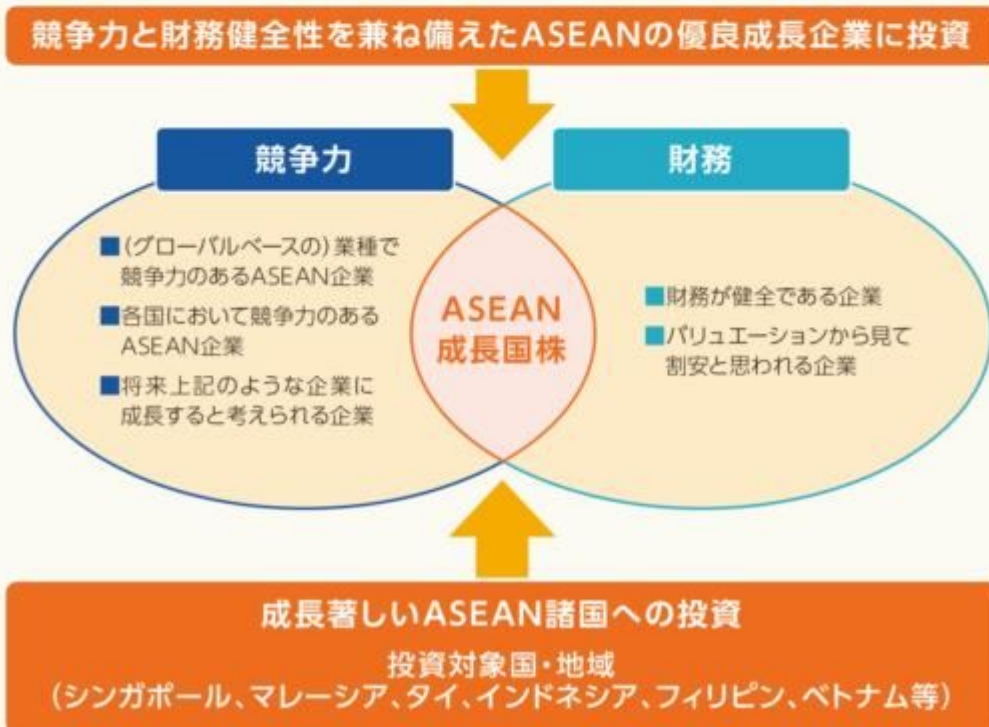 競争力と財務健全性を兼ね備えたASEANの優良成長企業に投資
競争力
■(グローバルベースの)業種で
競争力のあるASEAN企業
■各国において競争力のある
ASEAN企業
■将来上記のような企業に
成長すると考えられる企業
ASEAN
成長国株
財務
■財務が健全である企業
■バリュエーションから見て
割安と思われる企業
成長著しいASEAN諸国への投資
投資対象国・地域
(シンガポール、マレーシア、タイ、インドネシア、フィリピン、ベトナム等)